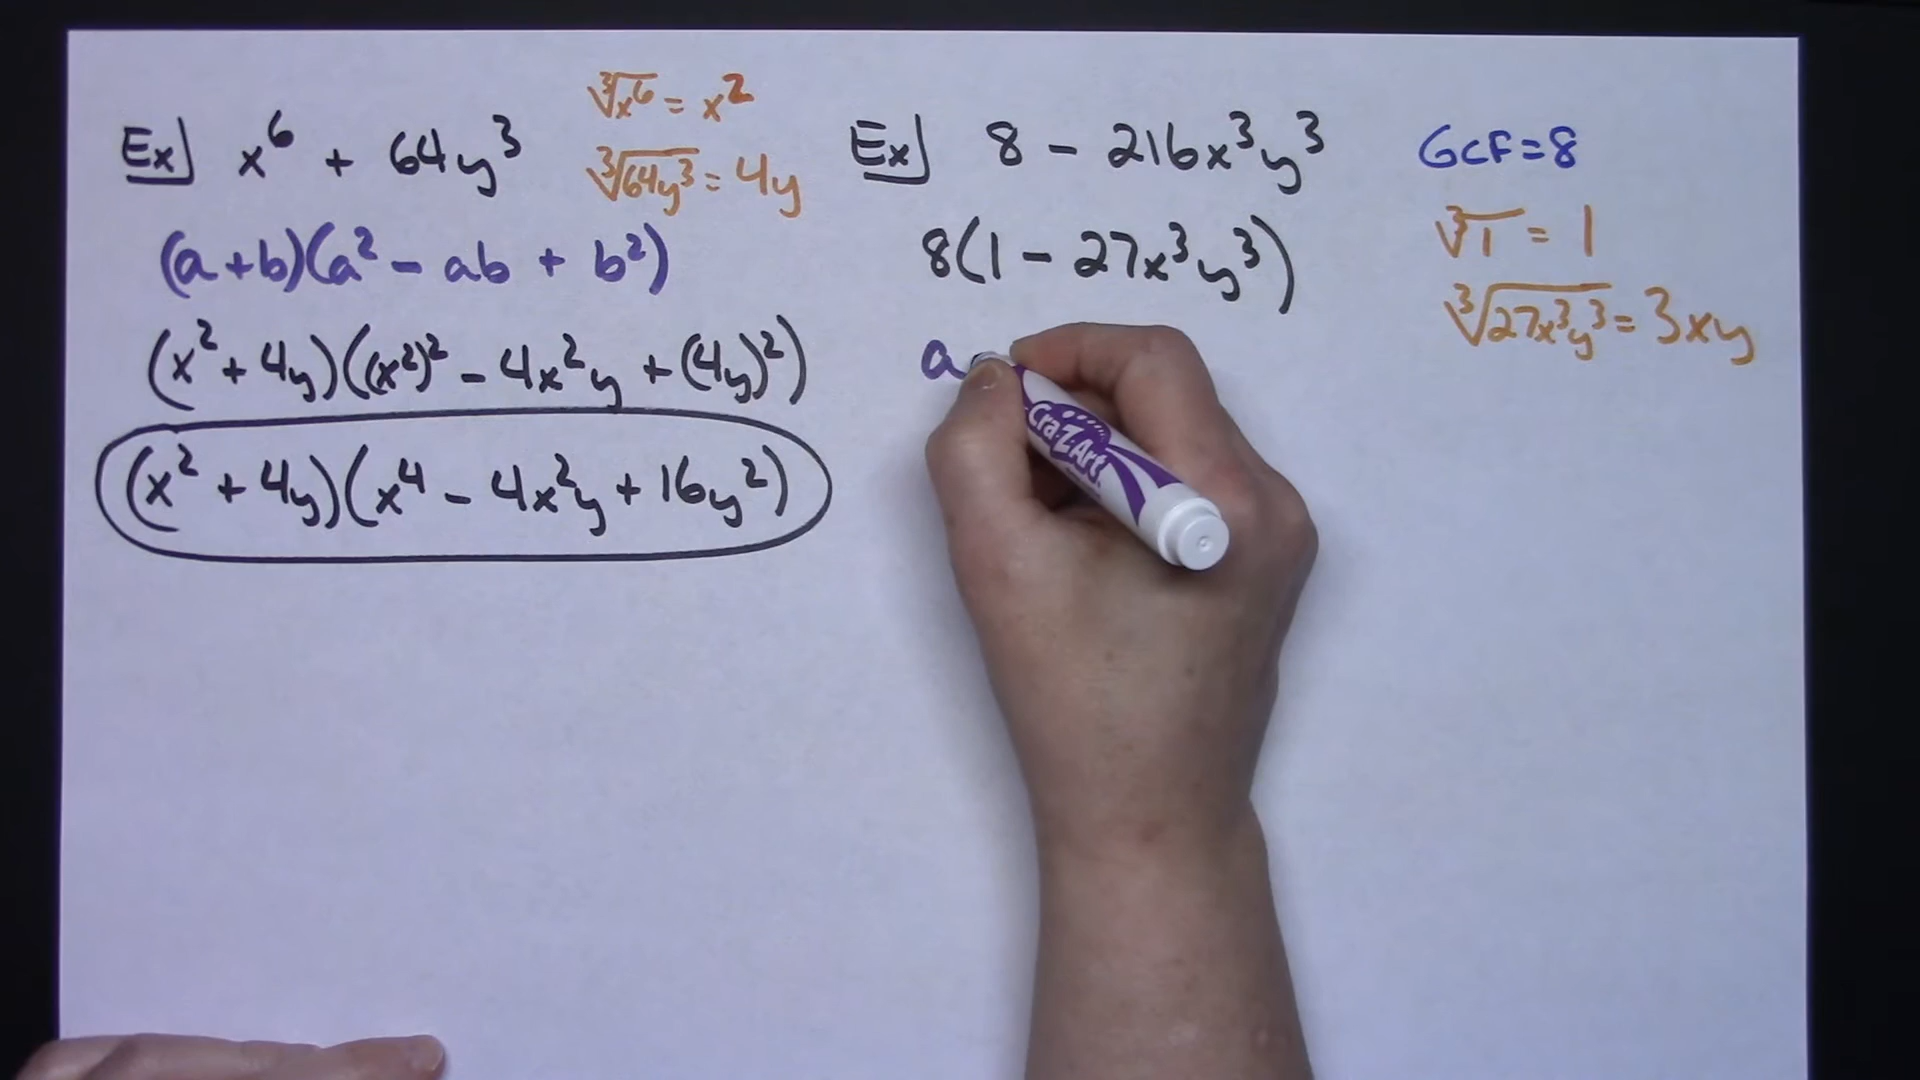 Ex] x⁶ + 64y³
∛x⁶ = x²
∛64y³ = 4y
(a+b)(a² - ab + b²)
(x² + 4y)((x²)² - 4x²y + (4y)²)
(x² + 4y)(x⁴ - 4x²y + 16y²)
Ex] 8 - 216x³y³
GCF=8
8(1 - 27x³y³)
∛1 = 1
∛27x³y³ = 3xy
a
Cra-Z-Art